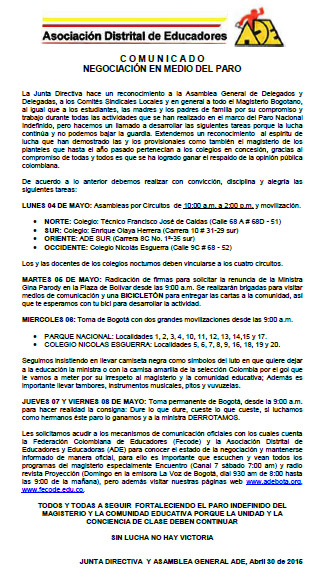 Asociación Distrital de Educadores
ADE
C O M U N I C A D O
NEGOCIACIÓN EN MEDIO DEL PARO
La Junta Directiva hace un reconocimiento a la Asamblea General de Delegados y
Delegadas, a los Comités Sindicales Locales y en general a todo el Magisterio Bogotano,
al igual que a los estudiantes, las madres y los padres de familia por su compromiso y
trabajo durante todas las actividades que se han realizado en el marco del Paro Nacional
Indefinido, pero hacemos un llamado a desarrollar las siguientes tareas porque la lucha
continúa y no podemos bajar la guardia. Extendemos un reconocimiento al espíritu de
lucha que han demostrado las y los provisionales como también el magisterio de los
planteles que hasta el año pasado pertenecían a los colegios en concesión, gracias al
compromiso de todas y todos es que se ha logrado ganar el respaldo de la opinión pública
colombiana.
De acuerdo a lo anterior debemos realizar con convicción, disciplina y alegría las
siguientes tareas:
LUNES 04 DE MAYO: Asambleas por Circuitos de 10:00 a.m. a 2:00 p.m. y movilización.
• NORTE: Colegio: Técnico Francisco José de Caldas (Calle 68 A # 68D - 51)
• SUR: Colegio: Enrique Olaya Herrera (Carrera 10 # 31-29 sur)
• ORIENTE: ADE SUR (Carrera 8C No. 1ª-35 sur)
• OCCIDENTE: Colegio Nicolás Esguerra (Calle 9C # 68 - 52)
Los y las docentes de los colegios nocturnos deben vincularse a los cuatro circuitos.
MARTES 05 DE MAYO: Radicación de firmas para solicitar la renuncia de la Ministra
Gina Parody en la Plaza de Bolívar desde las 9:00 a.m. Se realizarán brigadas para visitar
medios de comunicación y una BICICLETÓN para entregar las cartas a la comunidad, así
que te esperamos con tu bici para desarrollar la actividad.
MIERCOLES 06: Toma de Bogotá con dos grandes movilizaciones desde las 9:00 a.m.
• PARQUE NACIONAL: Localidades 1, 2, 3, 4, 10, 11, 12, 13, 14,15 y 17.
• COLEGIO NICOLAS ESGUERRA: Localidades 5, 6, 7, 8, 9, 16, 18, 19 y 20.
Seguimos insistiendo en llevar camiseta negra como símbolos del luto en que quiere dejar
a la educación la ministra o con la camisa amarilla de la selección Colombia por el gol que
le vamos a meter por su irrespeto al magisterio y la comunidad educativa; Además es
importante llevar tambores, instrumentos musicales, pitos y vuvuzelas.
JUEVES 07 Y VIERNES 08 DE MAYO: Toma permanente de Bogotá, desde la 9:00 a.m.
para hacer realidad la consigna: Dure lo que dure, cueste lo que cueste, si luchamos
como hermanos éste paro lo ganamos y a la ministra DERROTAMOS.
Les solicitamos acudir a los mecanismos de comunicación oficiales con los cuales cuenta
la Federación Colombiana de Educadores (Fecode) y la Asociación Distrital de
Educadores y Educadoras (ADE) para conocer el estado de la negociación y mantenerse
informado de manera oficial, para ello es importante que escuchen y vean todos los
programas del magisterio especialmente Encuentro (Canal 7 sábado 7:00 am) y radio
revista Proyección (Domingo en la emisora La Voz de Bogotá, dial 930 am de 8:00 hasta
las 9:00 de la mañana), pero además visitar nuestras páginas web www.adebota.org,
www.fecode.edu.co.
TODOS Y TODAS A SEGUIR FORTALECIENDO EL PARO INDEFINIDO DEL
MAGISTERIO Y LA COMUNIDAD EDUCATIVA PORQUE LA UNIDAD Y LA
CONCIENCIA DE CLASE DEBEN CONTINUAR
SIN LUCHA NO HAY VICTORIA
JUNTA DIRECTIVA Y ASAMBLEA GENERAL ADE, Abril 30 de 2015